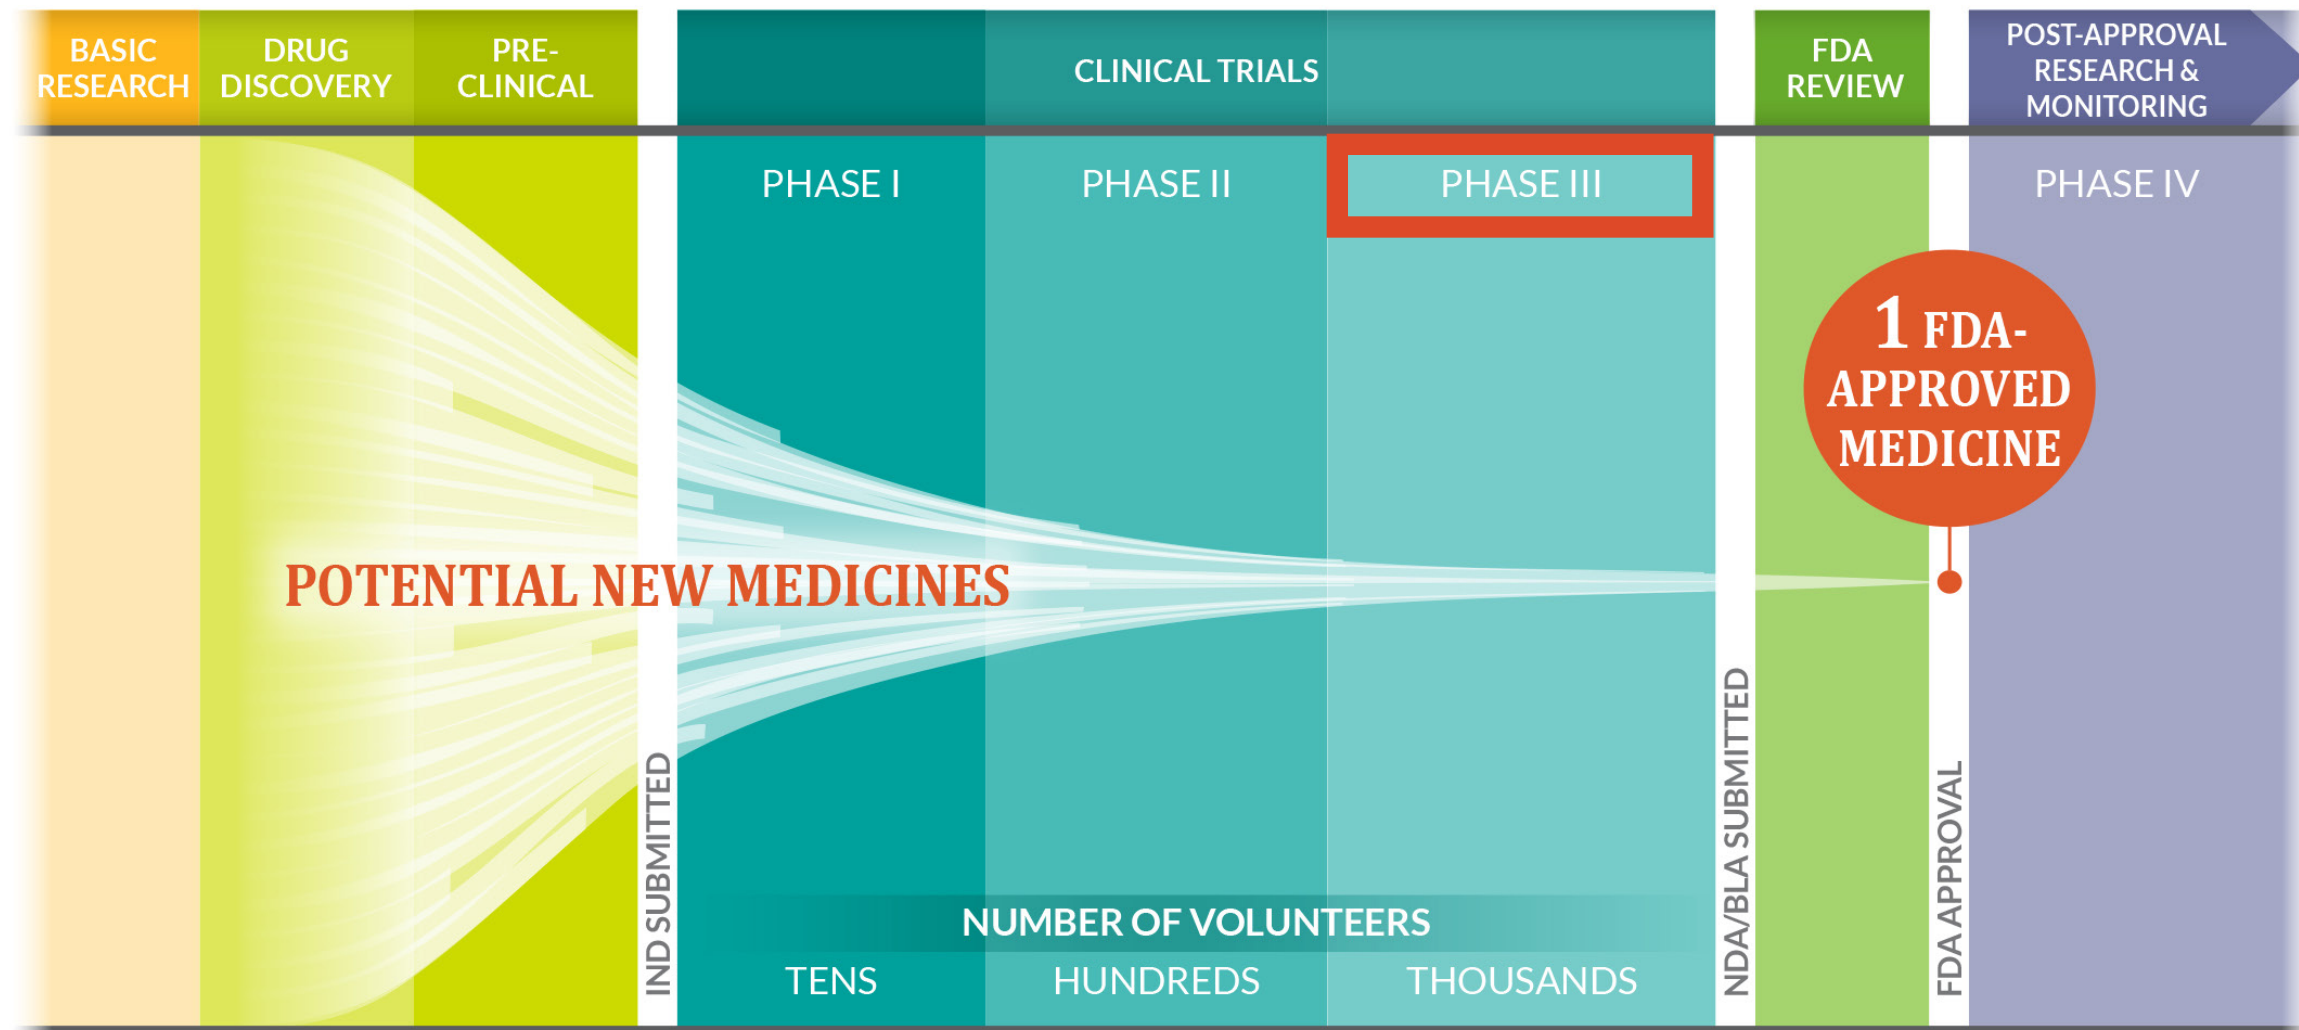 BASIC
RESEARCH
DRUG
DISCOVERY
PRE-
CLINICAL
CLINICAL TRIALS
FDA
REVIEW
POST-APPROVAL
RESEARCH &
MONITORING
PHASE I
PHASE II
PHASE III
PHASE IV
1 FDA-
APPROVED
MEDICINE
POTENTIAL NEW MEDICINES
IND SUBMITTED
NDA/BLA SUBMITTED
FDA APPROVAL
NUMBER OF VOLUNTEERS
TENS
HUNDREDS
THOUSANDS